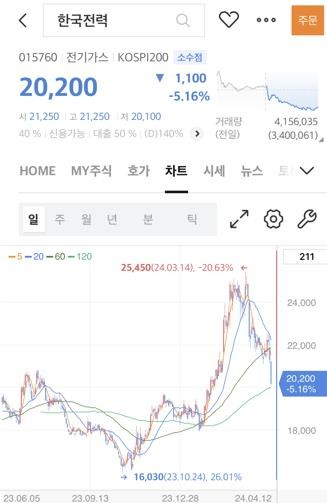 한국전력
주문
015760 전기가스 KOSPI200 소수점
20,200 ▼ 1,100
-5.16%
시 21,250 고 21,250 저 20,100
40 % 신용가능 대출 50 % (D)140%
거래량 4,156,035
(전일) (3,400,061)
HOME MY주식 호가 차트 시세 뉴스 토
일 주 월 년 분 틱
5 20 60 120
211
25,450(24.03.14), -20.63% ←
24,000
22,000
20,200
-5.16%
18,000
→ 16,030(23.10.24), 26.01%
23.06.05 23.09.13 23.12.28 24.04.12